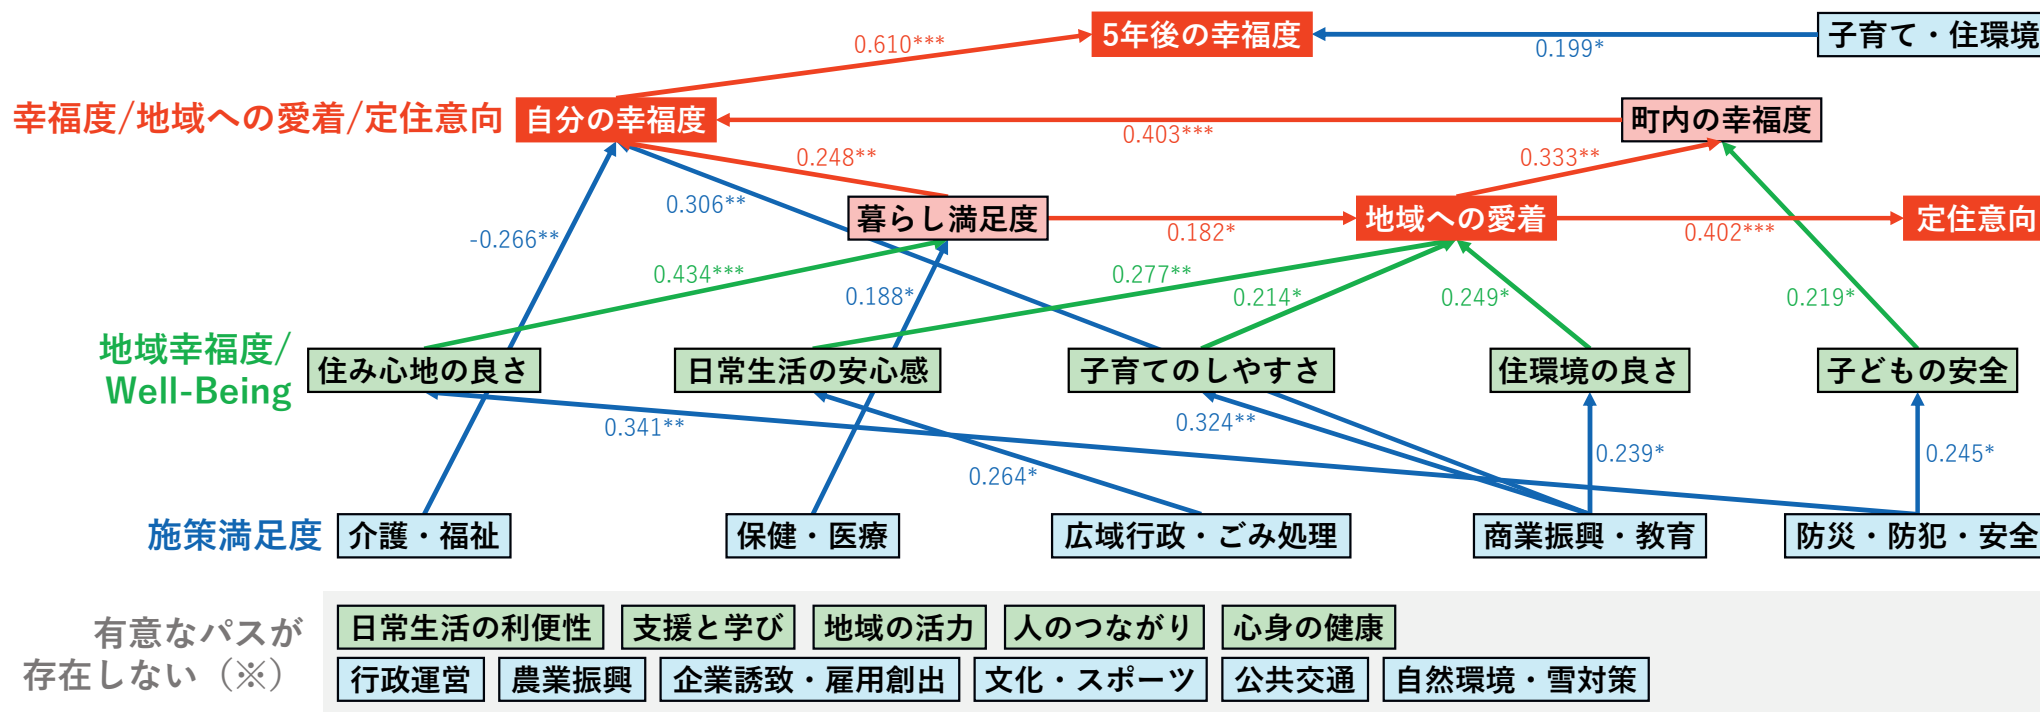 5年後の幸福度
子育て・住環境
0.610***
0.199*
幸福度/地域への愛着/定住意向
自分の幸福度
町内の幸福度
0.403***
0.248**
0.333**
0.306**
暮らし満足度
地域への愛着
定住意向
-0.266**
0.182*
0.402***
0.434***
0.277**
0.188*
0.214*
0.249*
0.219*
地域幸福度/
Well-Being
住み心地の良さ
日常生活の安心感
子育てのしやすさ
住環境の良さ
子どもの安全
0.341**
0.324**
0.264*
0.239*
0.245*
施策満足度
介護・福祉
保健・医療
広域行政・ごみ処理
商業振興・教育
防災・防犯・安全
有意なパスが
存在しない（※）
日常生活の利便性
支援と学び
地域の活力
人のつながり
心身の健康
行政運営
農業振興
企業誘致・雇用創出
文化・スポーツ
公共交通
自然環境・雪対策